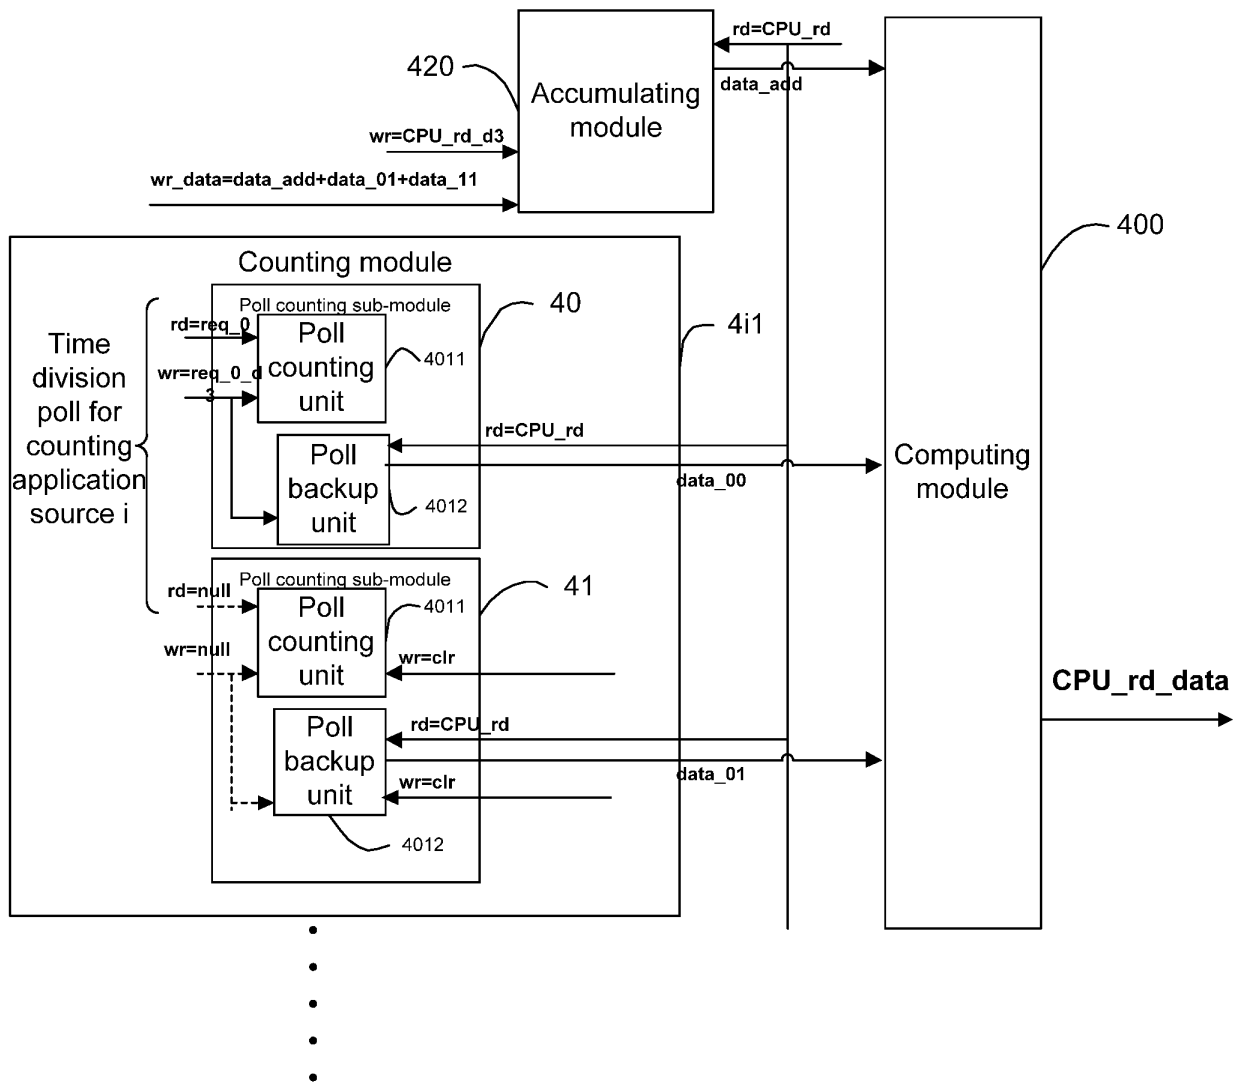 rd=CPU_rd
420
Accumulating
module
data_add
wr=CPU_rd_d3
wr_data=data_add+data_01+data_11
400
Counting module
Poll counting sub-module
40
4i1
Time
division
poll for
counting
application
source i
rd=req_0
wr=req_0_d
3
Poll
counting
unit
4011
rd=CPU_rd
Poll
backup
unit
data_00
4012
Computing
module
Poll counting sub-module
41
rd=null
wr=null
Poll
counting
unit
4011
wr=clr
CPU_rd_data
rd=CPU_rd
Poll
backup
unit
data_01
wr=clr
4012